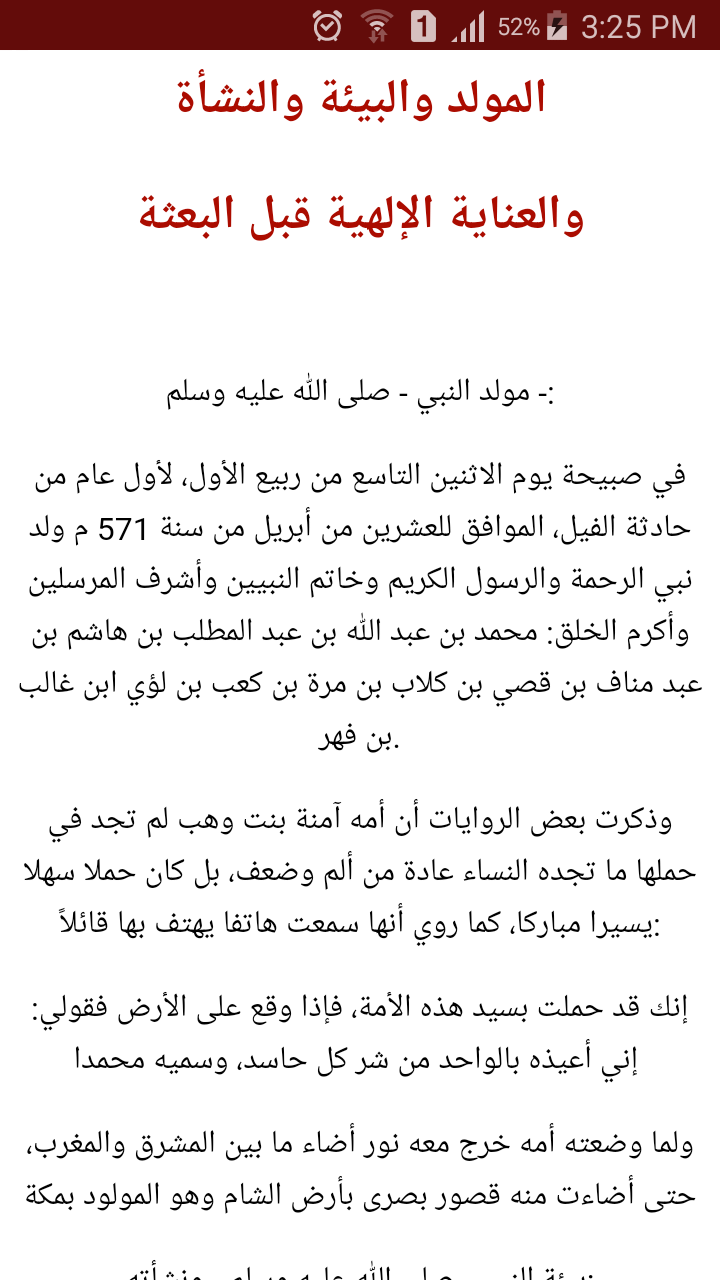 52% 3:25 PM
المولد والبيئة والنشأة
والعناية الإلهية قبل البعثة
مولد النبي - صلى الله عليه وسلم -:
في صبيحة يوم الاثنين التاسع من ربيع الأول، لأول عام من
حادثة الفيل، الموافق للعشرين من أبريل من سنة 571 م ولد
نبي الرحمة والرسول الكريم وخاتم النبيين وأشرف المرسلين
وأكرم الخلق: محمد بن عبد الله بن عبد المطلب بن هاشم بن
عبد مناف بن قصي بن كلاب بن مرة بن كعب بن لؤي ابن غالب
بن فهر.
وذكرت بعض الروايات أن أمه آمنة بنت وهب لم تجد في
حملها ما تجده النساء عادة من ألم وضعف، بل كان حملا سهلا
يسيرا مباركا، كما روي أنها سمعت هاتفا يهتف بها قائلاً:
إنك قد حملت بسيد هذه الأمة، فإذا وقع على الأرض فقولي:
إني أعيذه بالواحد من شر كل حاسد، وسميه محمدا
ولما وضعته أمه خرج معه نور أضاء ما بين المشرق والمغرب،
حتى أضاءت منه قصور بصرى بأرض الشام وهو المولود بمكة